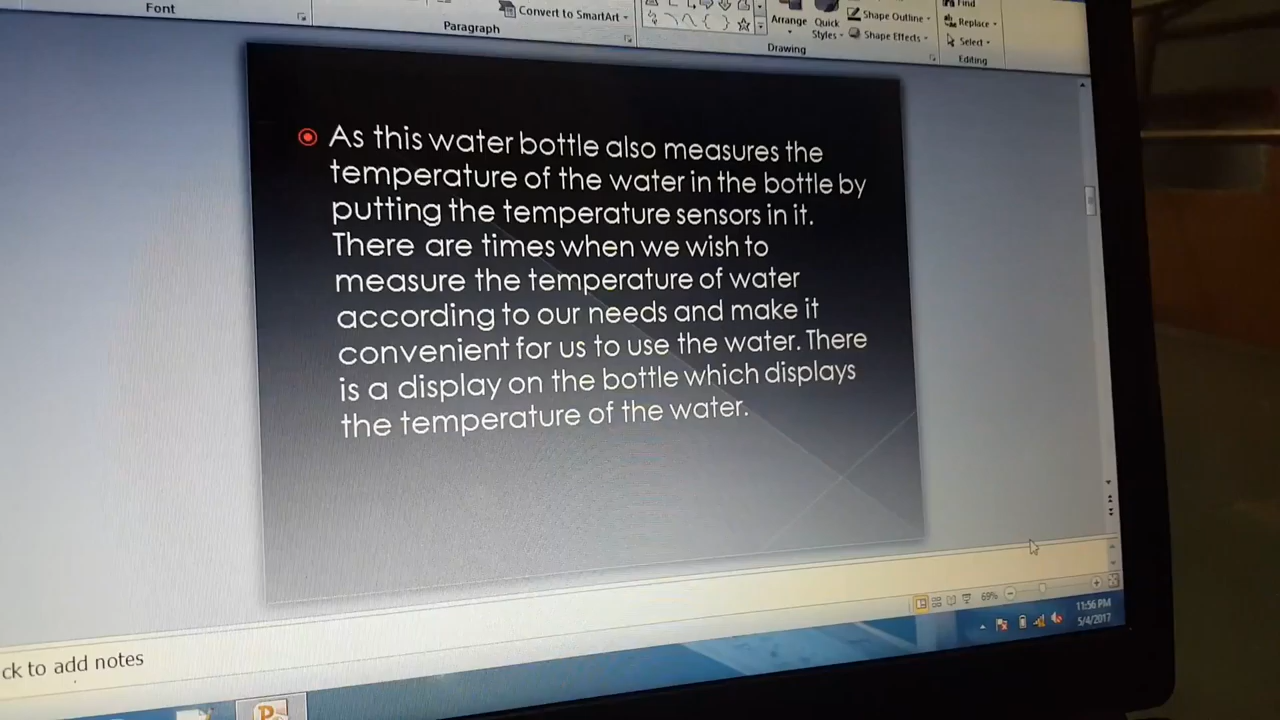 Font
Paragraph
Convert to SmartArt
Arrange
Quick
Styles
Shape Outline
Shape Effects
Drawing
Find
Replace
Select
Editing
As this water bottle also measures the
temperature of the water in the bottle by
putting the temperature sensors in it.
There are times when we wish to
measure the temperature of water
according to our needs and make it
convenient for us to use the water. There
is a display on the bottle which displays
the temperature of the water.
69%
11:56 PM
5/4/2017
ck to add notes